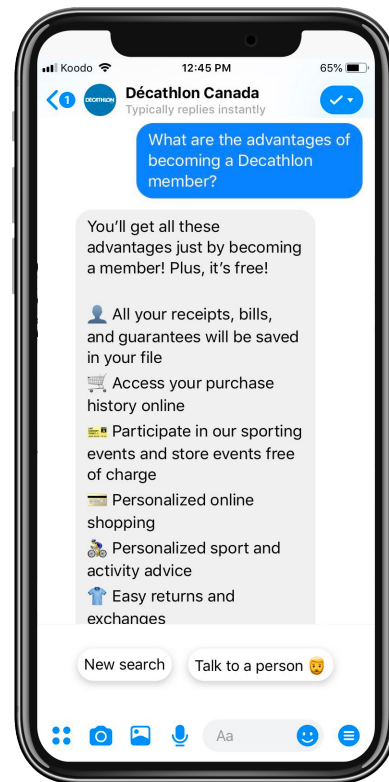 Koodo
12:45 PM
65%
1
DECATHLON
Décathlon Canada
Typically replies instantly
What are the advantages of
becoming a Decathlon
member?
You'll get all these
advantages just by becoming
a member! Plus, it's free!
👤 All your receipts, bills,
and guarantees will be saved
in your file
🛒 Access your purchase
history online
🎫 Participate in our sporting
events and store events free
of charge
💳 Personalized online
shopping
🚴 Personalized sport and
activity advice
👕 Easy returns and
exchanges
New search
Talk to a person 👨
Aa